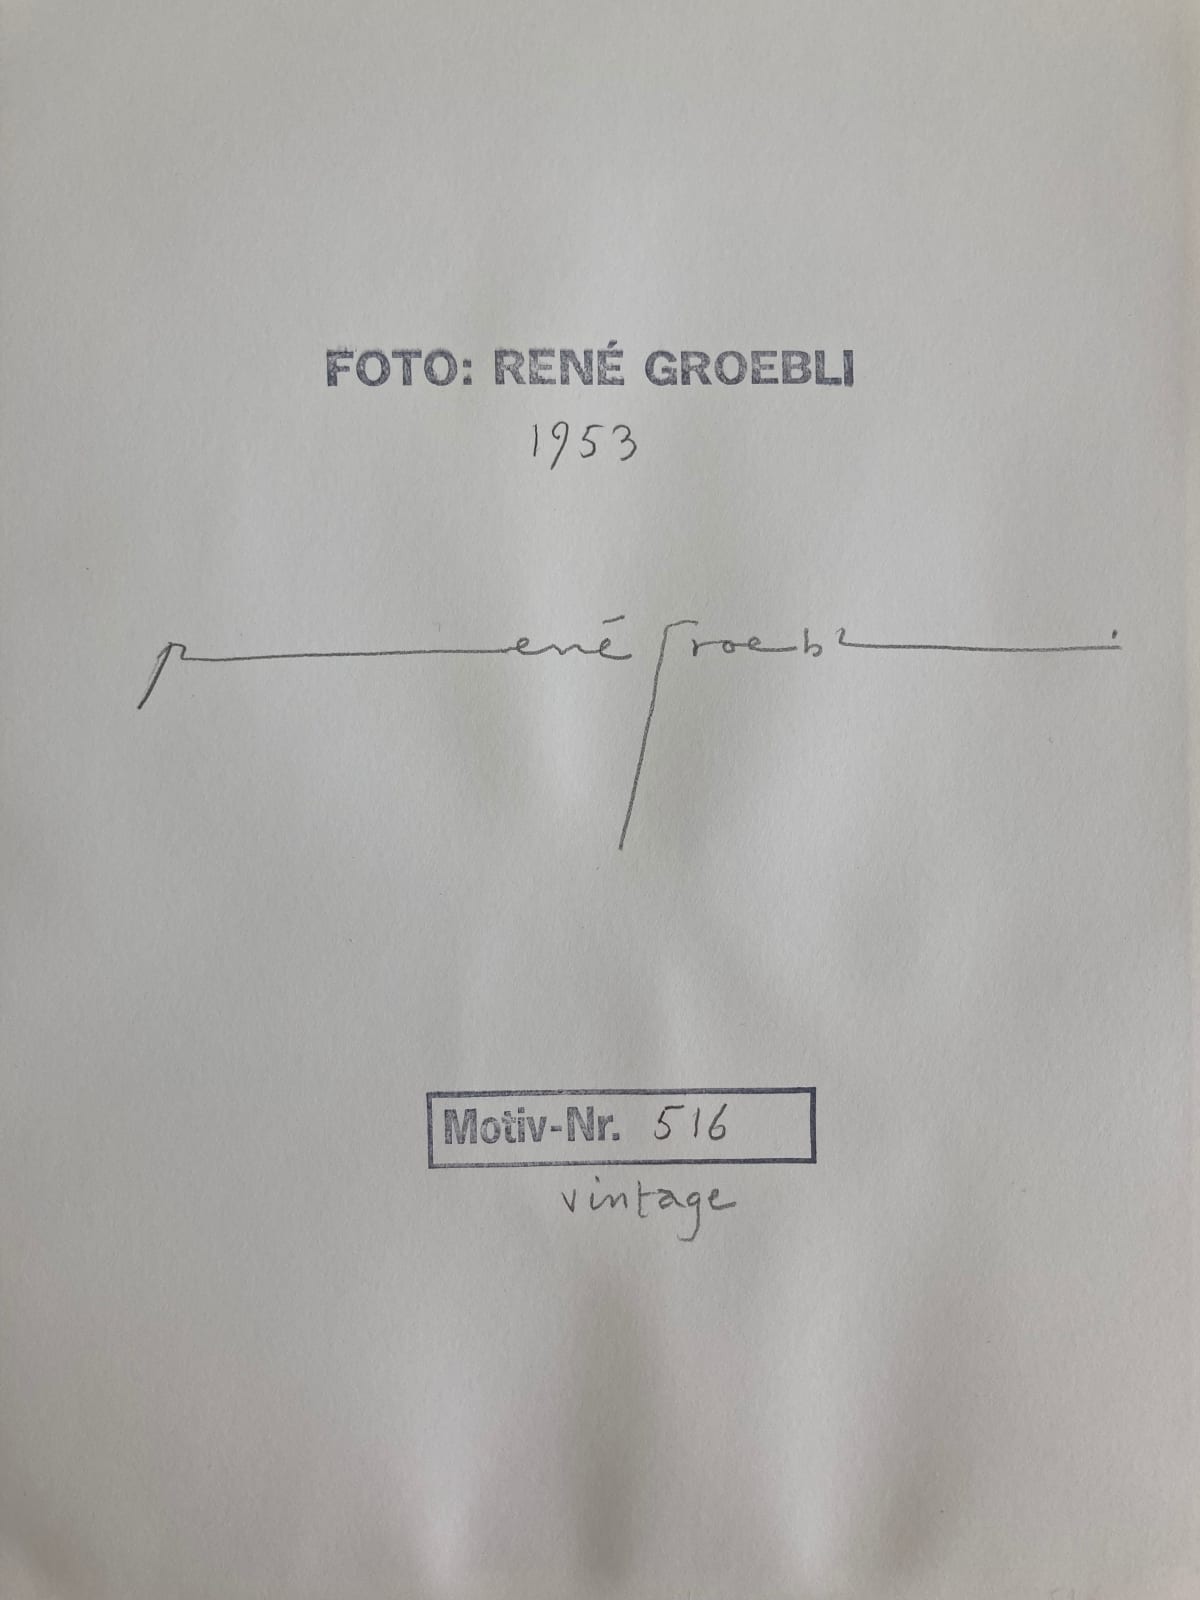 FOTO: RENÉ GROEBLI
1953
René Groebli
Motiv-Nr. 516
vintage